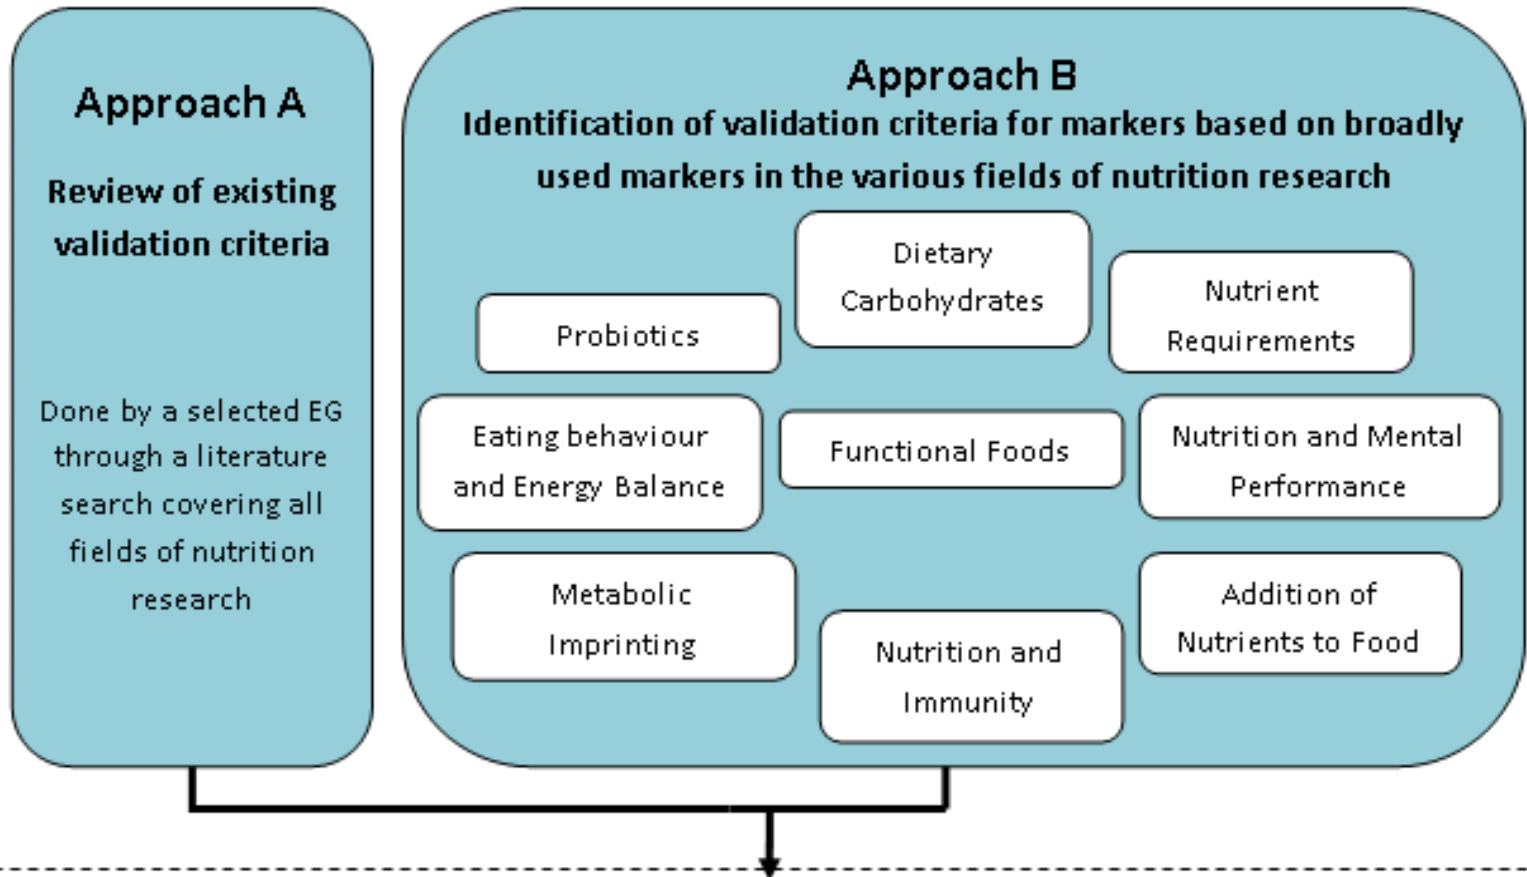 Approach A
Review of existing
validation criteria
Done by a selected EG
through a literature
search covering all
fields of nutrition
research
Approach B
Identification of validation criteria for markers based on broadly
used markers in the various fields of nutrition research
Dietary
Carbohydrates
Nutrient
Requirements
Probiotics
Eating behaviour
and Energy Balance
Functional Foods
Nutrition and Mental
Performance
Metabolic
Imprinting
Nutrition and
Immunity
Addition of
Nutrients to Food